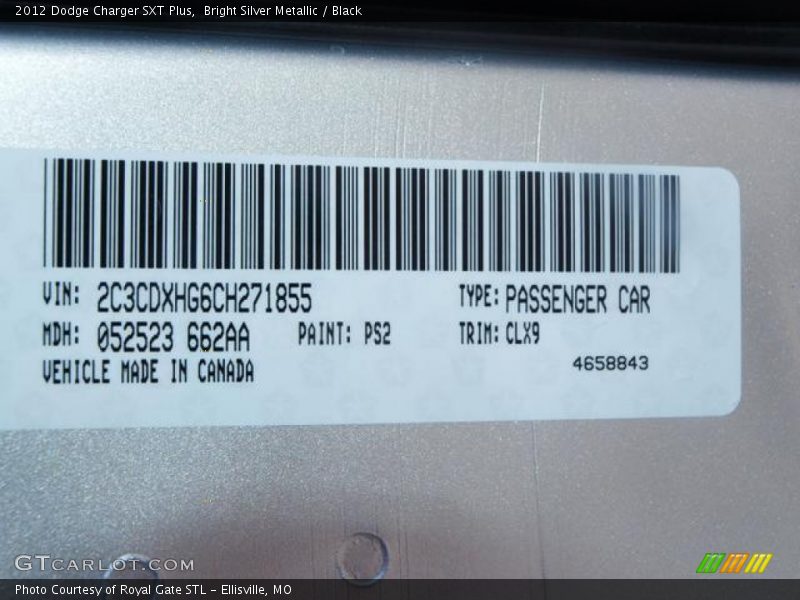 2012 Dodge Charger SXT Plus,  Bright Silver Metallic / Black
VIN: 2C3CDXHG6CH271855 TYPE: PASSENGER CAR
MDH: 052523 662AA PAINT: PS2 TRIM: CLX9
VEHICLE MADE IN CANADA 4658843
GTCARLOT.COM
Photo Courtesy of Royal Gate STL - Ellisville, MO